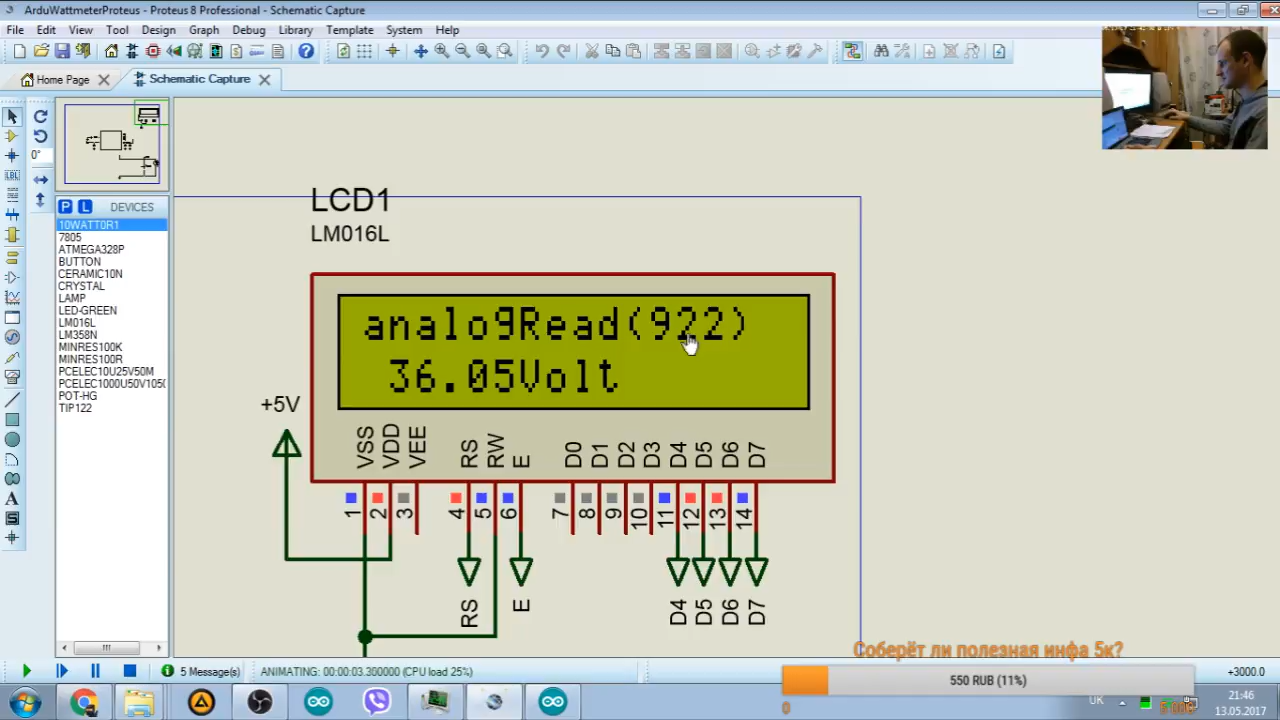 ArduWattmeterProteus - Proteus 8 Professional - Schematic Capture
File Edit View Tool Design Graph Debug Library Template System Help
Home Page
Schematic Capture
0°
P L DEVICES
10WATT0R1
7805
ATMEGA328P
BUTTON
CERAMIC10N
CRYSTAL
LAMP
LED-GREEN
LM016L
LM358N
MINRES100K
MINRES100R
PCELEC10U25V50M
PCELEC1000U50V105(
POT-HG
TIP122
LCD1
LM016L
analogRead(922)
36.05Volt
+5V
VSS VDD VEE RS RW E D0 D1 D2 D3 D4 D5 D6 D7
1 2 3 4 5 6 7 8 9 10 11 12 13 14
RS E D4 D5 D6 D7
Соберёт ли полезная инфа 5к?
5 Message(s)
ANIMATING: 00:00:03.300000 (CPU load 25%)
550 RUB (11%)
+3000.0
0
UK
21:46
13.05.2017